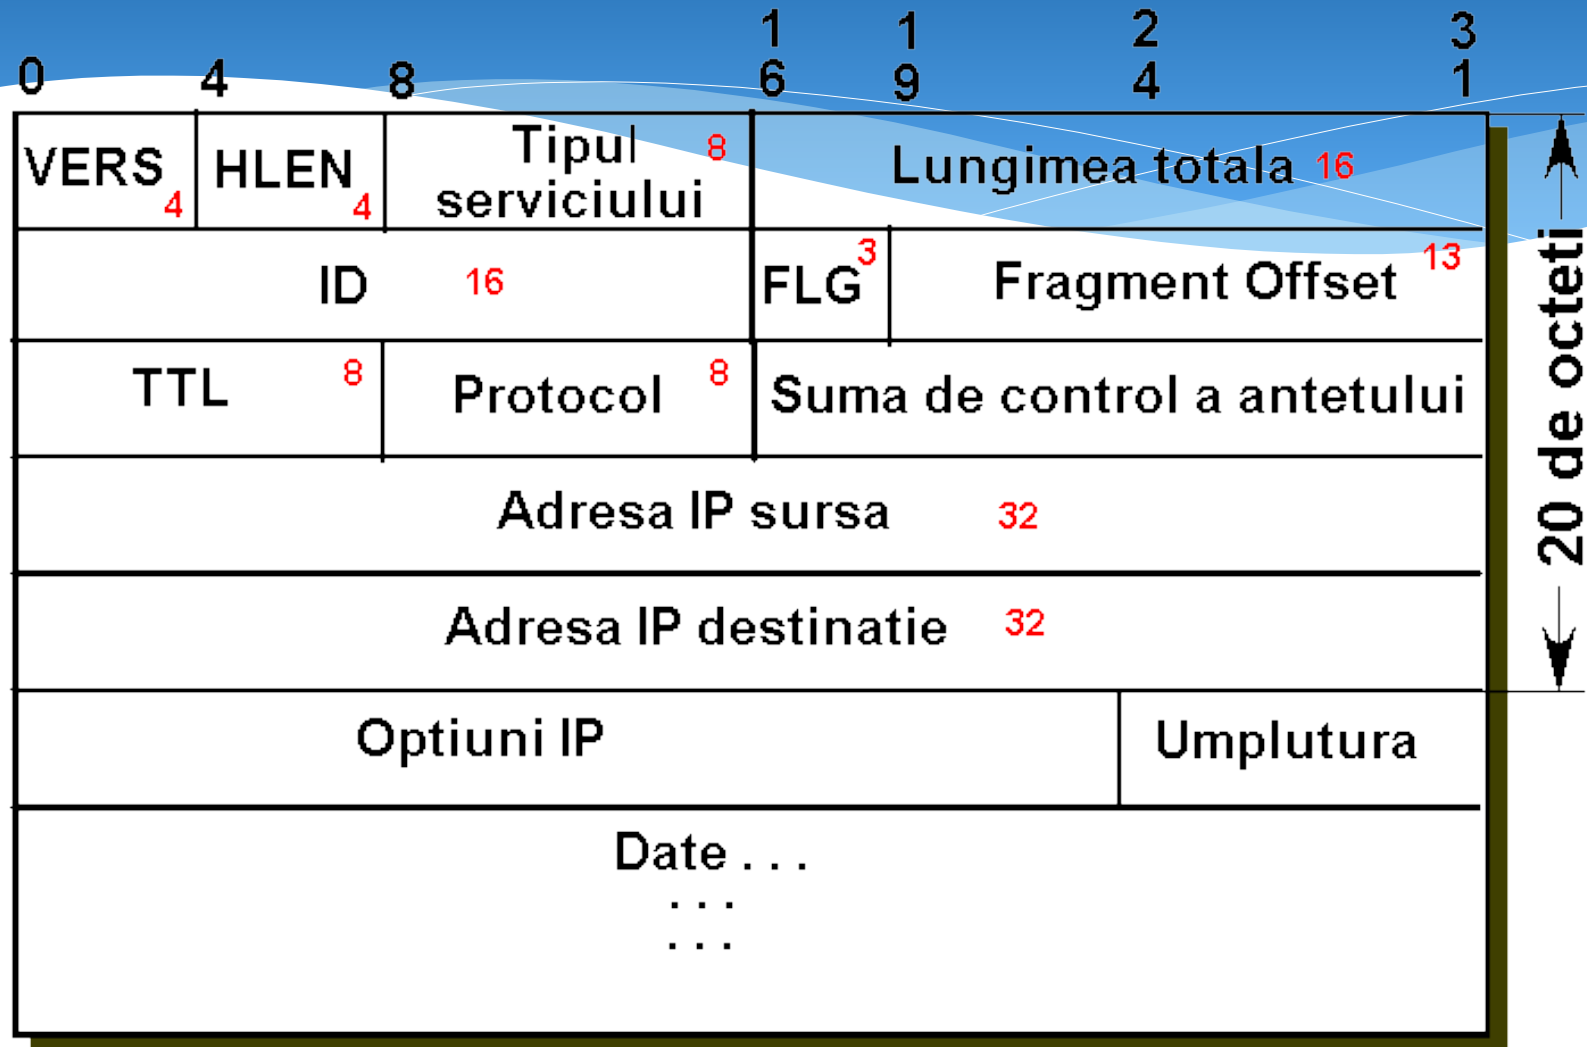 0 4 8 16 19 24 31
VERS 4 HLEN 4 Tipul serviciului 8 Lungimea totala 16
ID 16 FLG 3 Fragment Offset 13
TTL 8 Protocol 8 Suma de control a antetului
Adresa IP sursa 32
Adresa IP destinatie 32
Optiuni IP Umplutura
Date . . .
. . .
. . .
20 de octeti